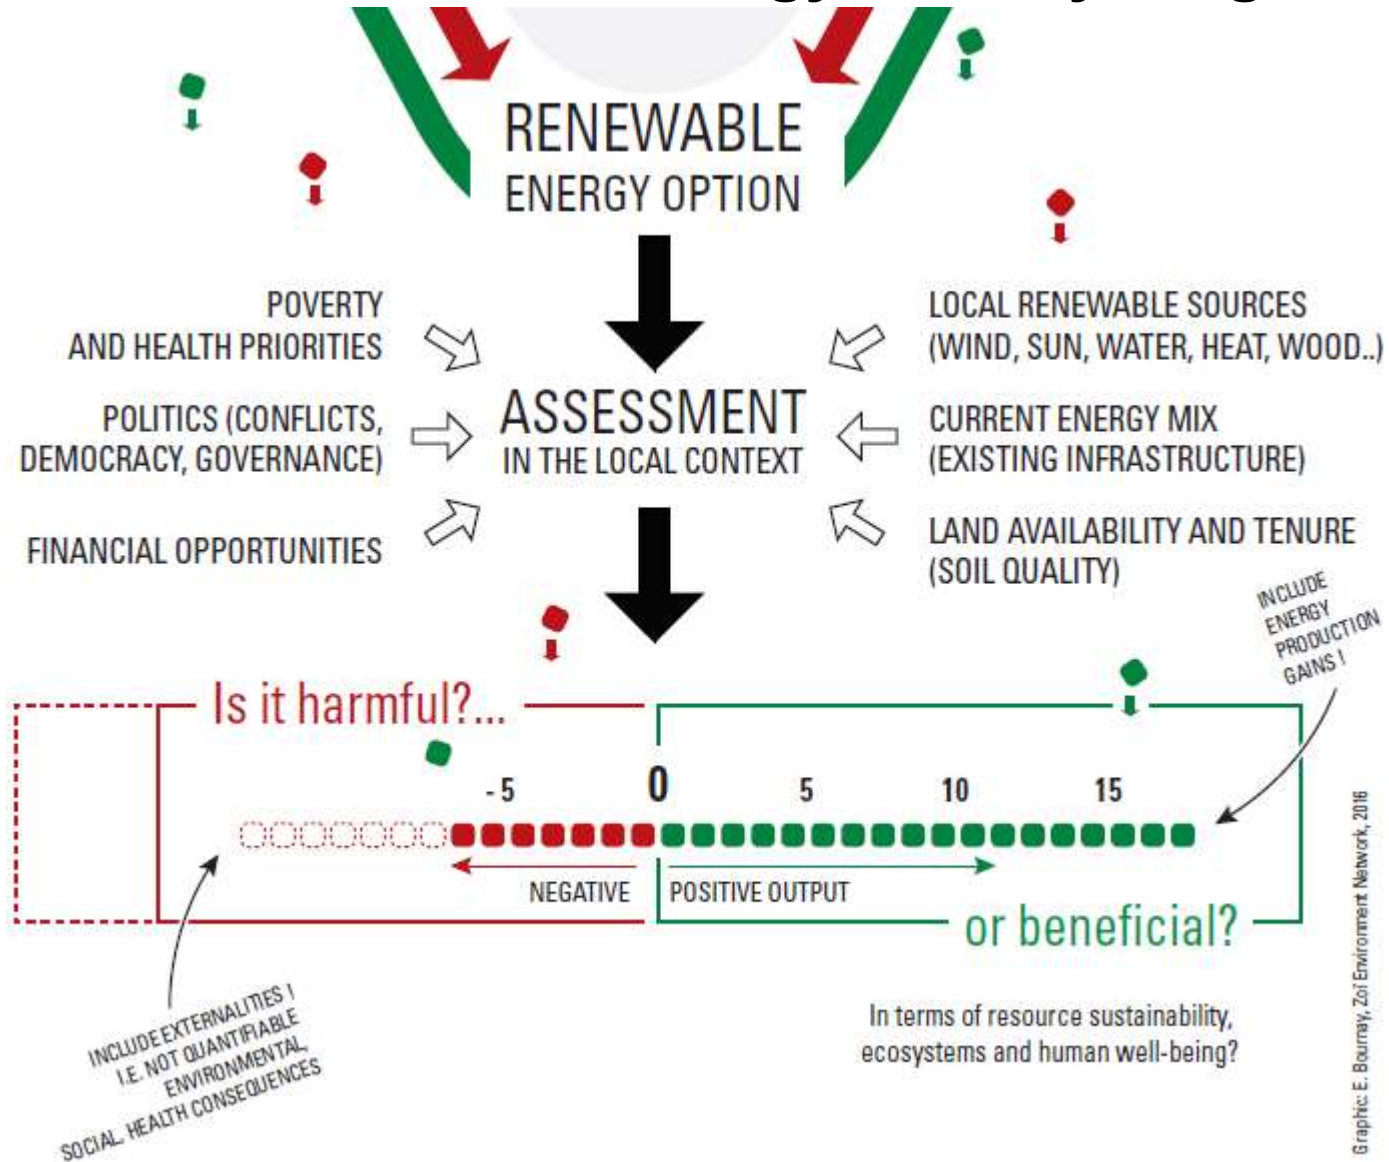 RENEWABLE
ENERGY OPTION
POVERTY
AND HEALTH PRIORITIES
POLITICS (CONFLICTS,
DEMOCRACY, GOVERNANCE)
FINANCIAL OPPORTUNITIES
ASSESSMENT
IN THE LOCAL CONTEXT
LOCAL RENEWABLE SOURCES
(WIND, SUN, WATER, HEAT, WOOD..)
CURRENT ENERGY MIX
(EXISTING INFRASTRUCTURE)
LAND AVAILABILITY AND TENURE
(SOIL QUALITY)
INCLUDE
ENERGY
PRODUCTION
GAINS !
Is it harmful?...
- 5 0 5 10 15
NEGATIVE POSITIVE OUTPUT
or beneficial?
INCLUDE EXTERNALITIES !
I.E. NOT QUANTIFIABLE
ENVIRONMENTAL,
SOCIAL, HEALTH CONSEQUENCES
In terms of resource sustainability,
ecosystems and human well-being?
Graphic: E. Bournay, Zoï Environment Network, 2016